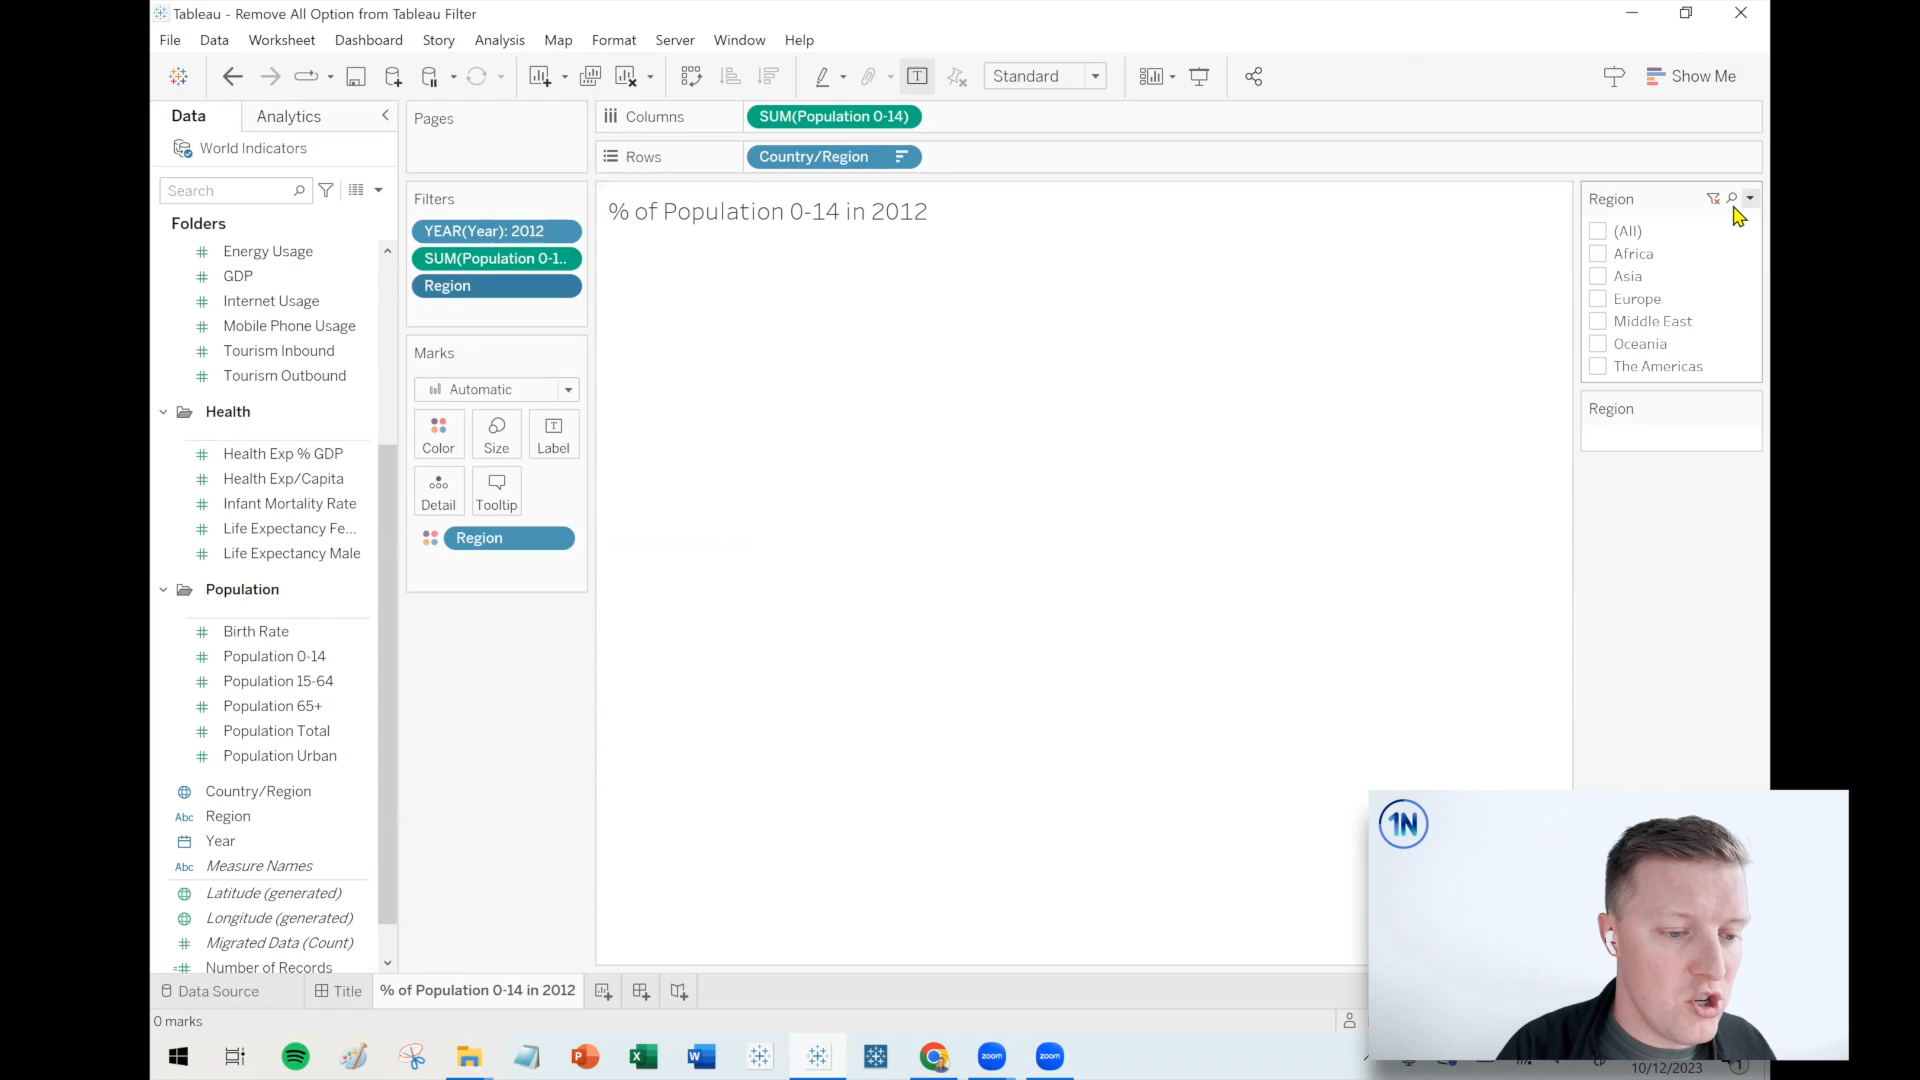 Tableau - Remove All Option from Tableau Filter
File Data Worksheet Dashboard Story Analysis Map Format Server Window Help
Standard
Show Me
Data Analytics
World Indicators
Search
Folders
Energy Usage
GDP
Internet Usage
Mobile Phone Usage
Tourism Inbound
Tourism Outbound
Health
Health Exp % GDP
Health Exp/Capita
Infant Mortality Rate
Life Expectancy Fe...
Life Expectancy Male
Population
Birth Rate
Population 0-14
Population 15-64
Population 65+
Population Total
Population Urban
Country/Region
Abc Region
Year
Abc Measure Names
Latitude (generated)
Longitude (generated)
Migrated Data (Count)
Number of Records
Pages
Filters
YEAR(Year): 2012
SUM(Population 0-1..
Region
Marks
Automatic
Color Size Label
Detail Tooltip
Region
Columns SUM(Population 0-14)
Rows Country/Region
% of Population 0-14 in 2012
Region
(All)
Africa
Asia
Europe
Middle East
Oceania
The Americas
Region
1N
Data Source Title % of Population 0-14 in 2012
0 marks
zoom zoom
10/12/2023